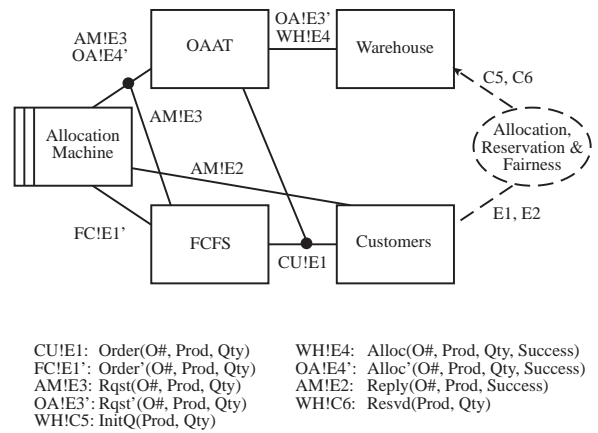 AM!E3
OA!E4’
OAAT
OA!E3’
WH!E4
Warehouse
C5, C6
AM!E3
Allocation
Machine
Allocation,
Reservation &
Fairness
AM!E2
E1, E2
FC!E1’
FCFS
CU!E1
Customers
CU!E1: Order(O#, Prod, Qty)
FC!E1’: Order’(O#, Prod, Qty)
AM!E3: Rqst(O#, Prod, Qty)
OA!E3’: Rqst’(O#, Prod, Qty)
WH!C5: InitQ(Prod, Qty)
WH!E4: Alloc(O#, Prod, Qty, Success)
OA!E4’: Alloc’(O#, Prod, Qty, Success)
AM!E2: Reply(O#, Prod, Success)
WH!C6: Resvd(Prod, Qty)